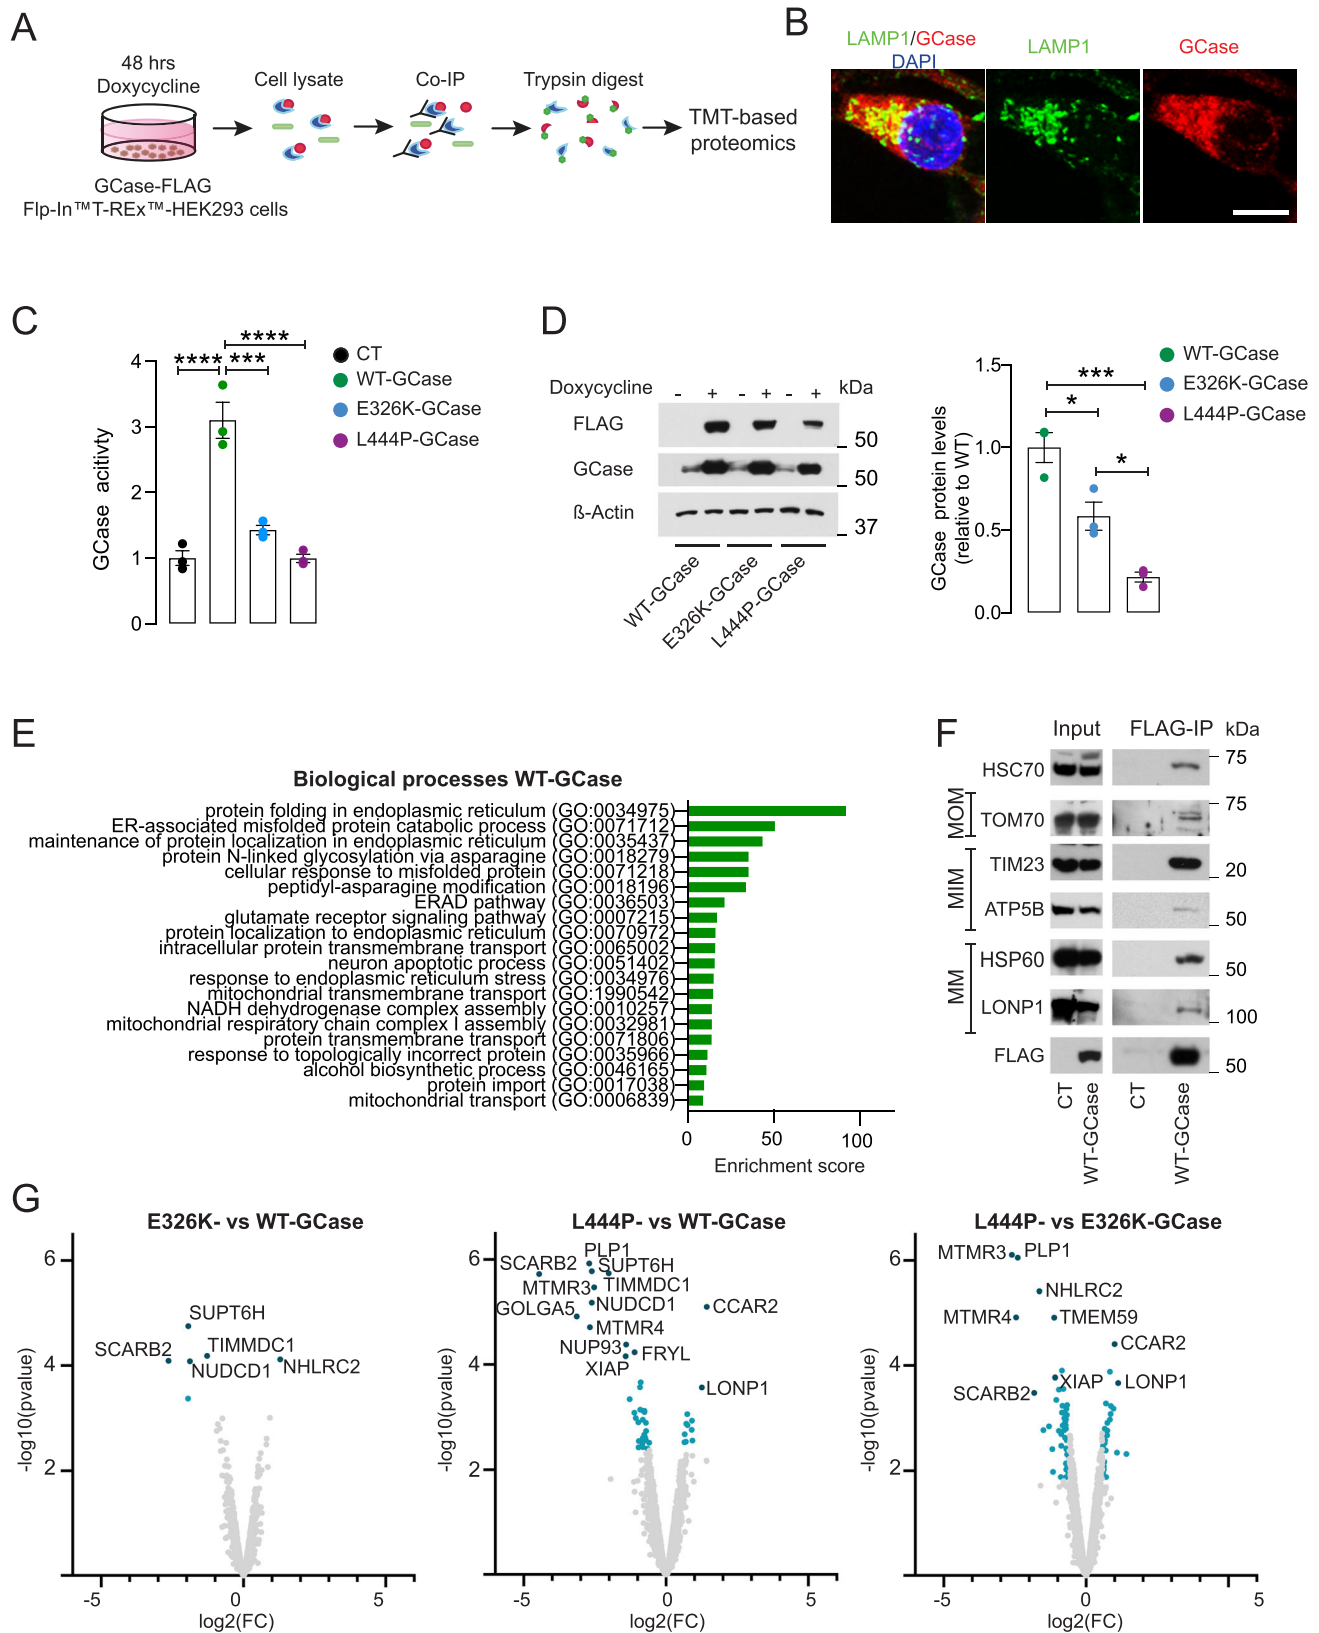 A
48 hrs
Doxycycline
Cell lysate
Co-IP
Trypsin digest
TMT-based
proteomics
GCase-FLAG
Flp-In™T-REx™-HEK293 cells
B
LAMP1/GCase
DAPI
LAMP1
GCase
C
GCase acitivty
4
3
2
1
0
****
***
****
CT
WT-GCase
E326K-GCase
L444P-GCase
D
Doxycycline - + - + - + kDa
FLAG
50
GCase
50
ß-Actin
37
WT-GCase
E326K-GCase
L444P-GCase
GCase protein levels
(relative to WT)
1.5
1.0
0.5
0.0
***
*
*
WT-GCase
E326K-GCase
L444P-GCase
E
Biological processes WT-GCase
protein folding in endoplasmic reticulum (GO:0034975)
ER-associated misfolded protein catabolic process (GO:0071712)
maintenance of protein localization in endoplasmic reticulum (GO:0035437)
protein N-linked glycosylation via asparagine (GO:0018279)
cellular response to misfolded protein (GO:0071218)
peptidyl-asparagine modification (GO:0018196)
ERAD pathway (GO:0036503)
glutamate receptor signaling pathway (GO:0007215)
protein localization to endoplasmic reticulum (GO:0070972)
intracellular protein transmembrane transport (GO:0065002)
neuron apoptotic process (GO:0051402)
response to endoplasmic reticulum stress (GO:0034976)
mitochondrial transmembrane transport (GO:1990542)
NADH dehydrogenase complex assembly (GO:0010257)
mitochondrial respiratory chain complex I assembly (GO:0032981)
protein transmembrane transport (GO:0071806)
response to topologically incorrect protein (GO:0035966)
alcohol biosynthetic process (GO:0046165)
protein import (GO:0017038)
mitochondrial transport (GO:0006839)
0 50 100
Enrichment score
F
Input FLAG-IP kDa
HSC70 75
MOM
TOM70 75
MIM
TIM23 20
ATP5B 50
MM
HSP60 50
LONP1 100
FLAG 50
CT
WT-GCase
CT
WT-GCase
G
E326K- vs WT-GCase
-log10(pvalue)
6
4
2
SUPT6H
SCARB2
TIMMDC1
NUDCD1
NHLRC2
-5 0 5
log2(FC)
L444P- vs WT-GCase
-log10(pvalue)
6
4
2
PLP1
SCARB2
SUPT6H
MTMR3
TIMMDC1
GOLGA5
NUDCD1
CCAR2
MTMR4
NUP93
FRYL
XIAP
LONP1
-5 0 5
log2(FC)
L444P- vs E326K-GCase
-log10(pvalue)
6
4
2
MTMR3
PLP1
NHLRC2
MTMR4
TMEM59
CCAR2
XIAP
LONP1
SCARB2
-5 0 5
log2(FC)